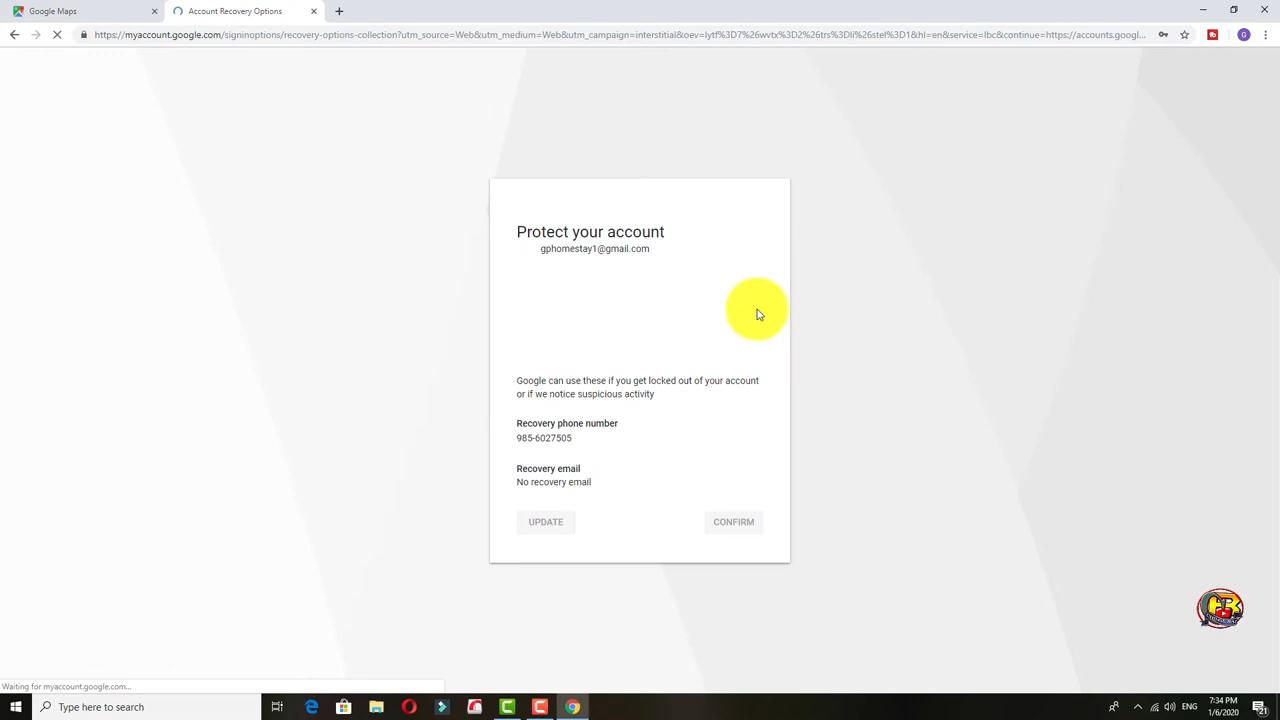 Google Maps
Account Recovery Options
https://myaccount.google.com/signinoptions/recovery-options-collection?utm_source=Web&utm_medium=Web&utm_campaign=interstitial&oev=lytf%3D7%26wvtx%3D2%26trs%3Dli%26stel%3D1&hl=en&service=lbc&continue=https://accounts.googl...
G
Protect your account
gphomestay1@gmail.com
Google can use these if you get locked out of your account
or if we notice suspicious activity
Recovery phone number
985-6027505
Recovery email
No recovery email
UPDATE
CONFIRM
Waiting for myaccount.google.com...
Type here to search
ENG
7:34 PM
1/6/2020
21